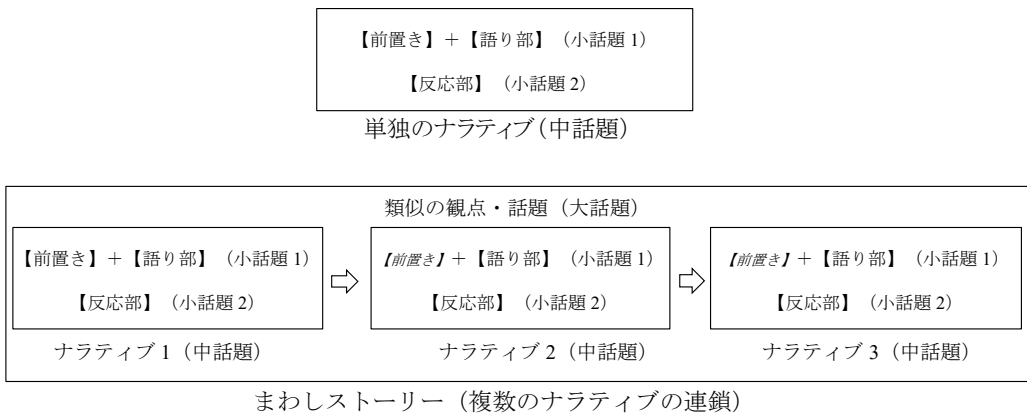 【前置き】＋【語り部】（小話題 1）
【反応部】（小話題 2）
単独のナラティブ（中話題）
類似の観点・話題（大話題）
【前置き】＋【語り部】（小話題 1）
【反応部】（小話題 2）
ナラティブ 1（中話題）
【前置き】＋【語り部】（小話題 1）
【反応部】（小話題 2）
ナラティブ 2（中話題）
【前置き】＋【語り部】（小話題 1）
【反応部】（小話題 2）
ナラティブ 3（中話題）
まわしストーリー（複数のナラティブの連鎖）